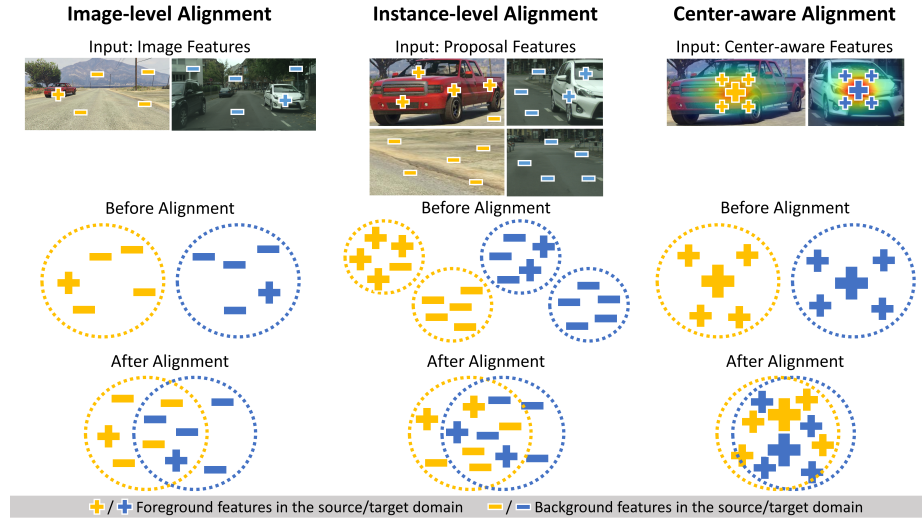 Image-level Alignment
Input: Image Features
Before Alignment
After Alignment
Instance-level Alignment
Input: Proposal Features
Before Alignment
After Alignment
Center-aware Alignment
Input: Center-aware Features
Before Alignment
After Alignment
/ Foreground features in the source/target domain / Background features in the source/target domain